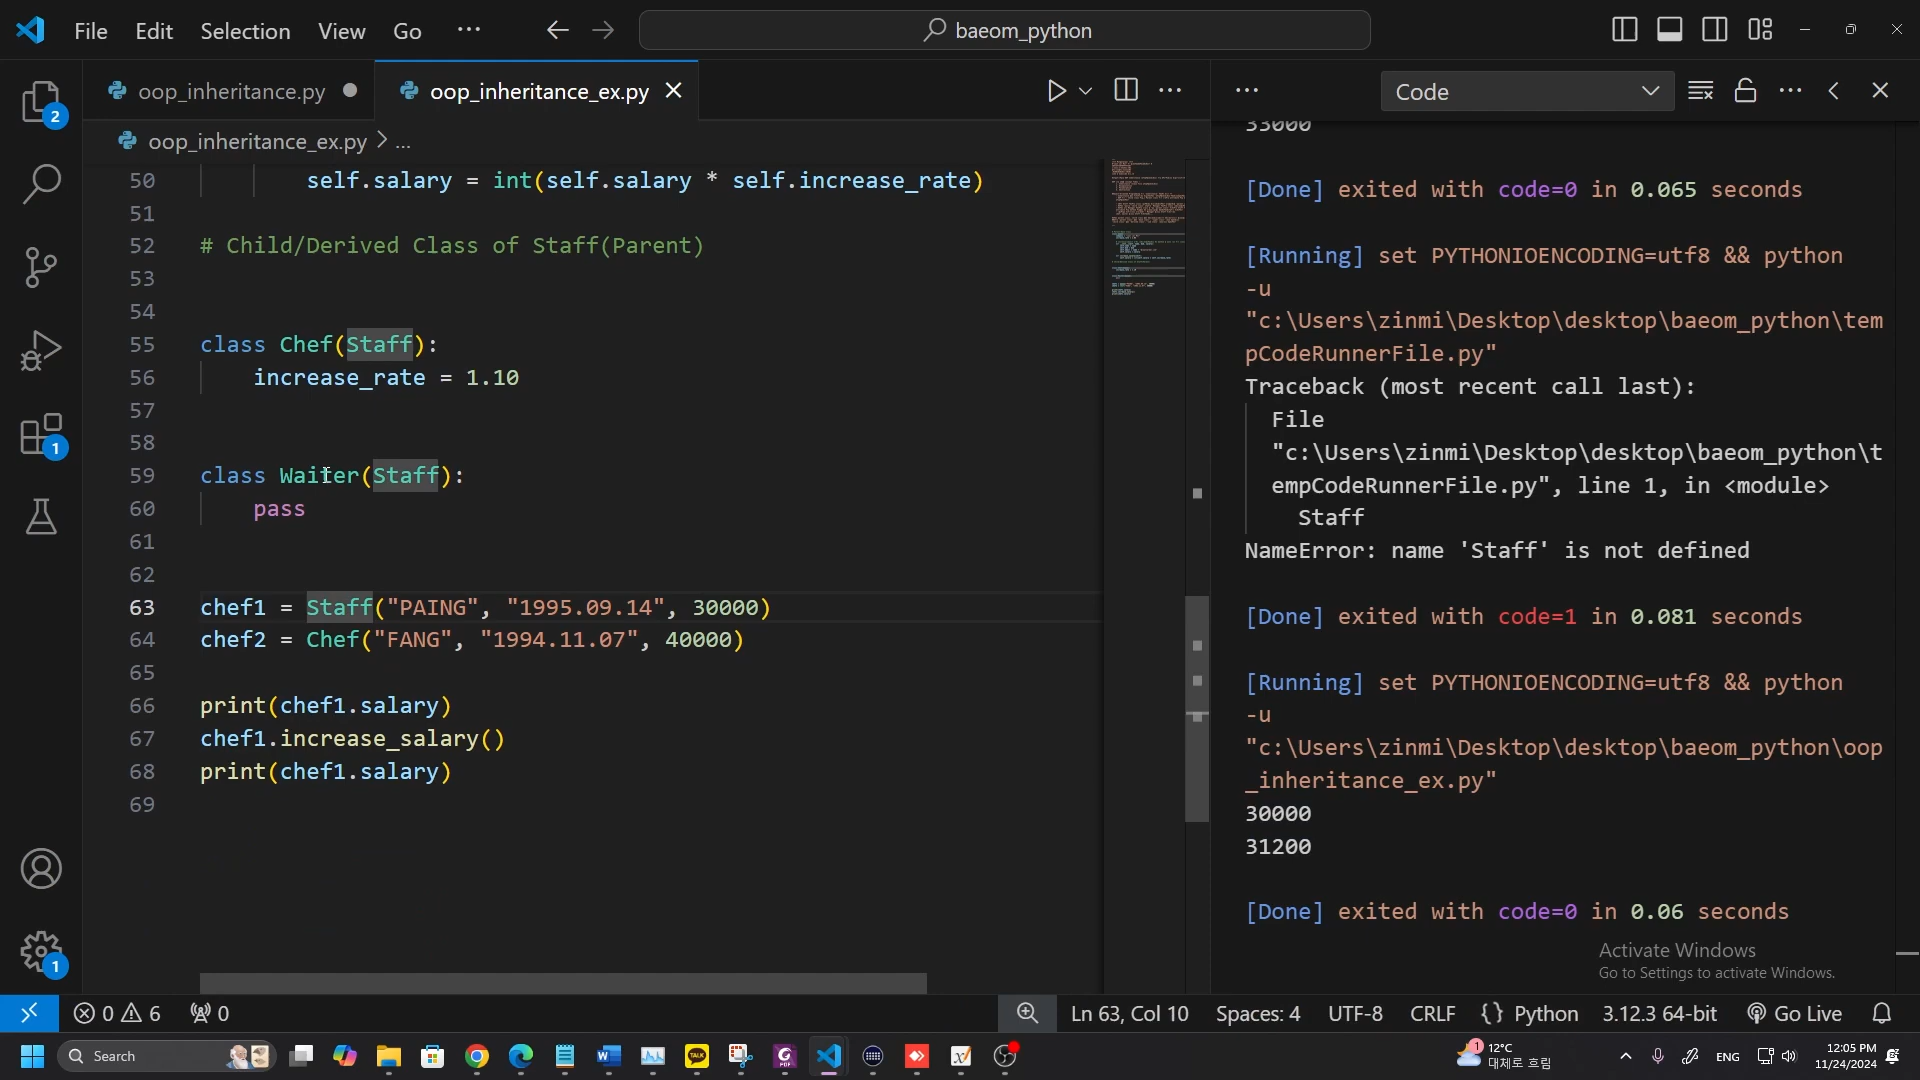 File Edit Selection View Go ··· baeom_python
oop_inheritance.py oop_inheritance_ex.py
oop_inheritance_ex.py > ...
50 self.salary = int(self.salary * self.increase_rate)
51
52 # Child/Derived Class of Staff(Parent)
53
54
55 class Chef(Staff):
56 increase_rate = 1.10
57
58
59 class Waiter(Staff):
60 pass
61
62
63 chef1 = Staff("PAING", "1995.09.14", 30000)
64 chef2 = Chef("FANG", "1994.11.07", 40000)
65
66 print(chef1.salary)
67 chef1.increase_salary()
68 print(chef1.salary)
69
Code
33000
[Done] exited with code=0 in 0.065 seconds
[Running] set PYTHONIOENCODING=utf8 && python
-u
"c:\Users\zinmi\Desktop\desktop\baeom_python\tem
pCodeRunnerFile.py"
Traceback (most recent call last):
File
"c:\Users\zinmi\Desktop\desktop\baeom_python\t
empCodeRunnerFile.py", line 1, in <module>
Staff
NameError: name 'Staff' is not defined
[Done] exited with code=1 in 0.081 seconds
[Running] set PYTHONIOENCODING=utf8 && python
-u
"c:\Users\zinmi\Desktop\desktop\baeom_python\oop
_inheritance_ex.py"
30000
31200
[Done] exited with code=0 in 0.06 seconds
Activate Windows
Go to Settings to activate Windows.
2
1
1
0 6 0 Ln 63, Col 10 Spaces: 4 UTF-8 CRLF {} Python 3.12.3 64-bit Go Live
Search
TALK
1
12°C
대체로 흐림
ENG
12:05 PM
11/24/2024